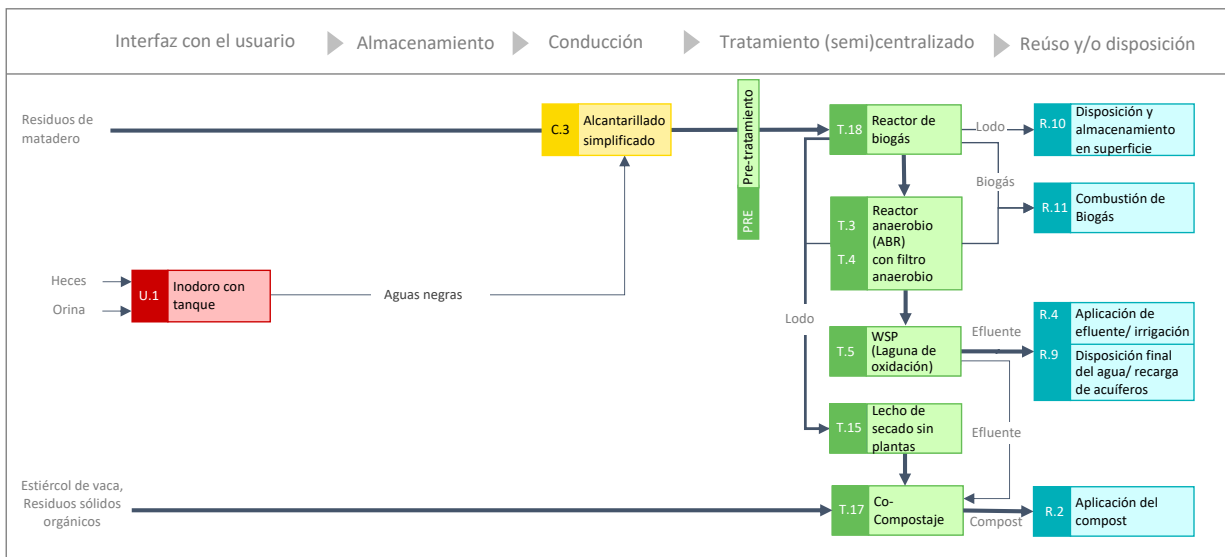 Interfaz con el usuario
Almacenamiento
Conducción
Tratamiento (semi)centralizado
Reúso y/o disposición
Residuos de
matadero
C.3
Alcantarillado
simplificado
PRE
Pre-tratamiento
T.18
Reactor de
biogás
Lodo
R.10
Disposición y
almacenamiento
en superficie
Biogás
R.11
Combustión de
Biogás
T.3
T.4
Reactor
anaerobio
(ABR)
con filtro
anaerobio
Heces
Orina
U.1
Inodoro con
tanque
Aguas negras
Lodo
T.5
WSP
(Laguna de
oxidación)
Efluente
R.4
Aplicación de
efluente/ irrigación
R.9
Disposición final
del agua/ recarga
de acuíferos
T.15
Lecho de
secado sin
plantas
Efluente
Estiércol de vaca,
Residuos sólidos
orgánicos
T.17
Co-
Compostaje
Compost
R.2
Aplicación del
compost